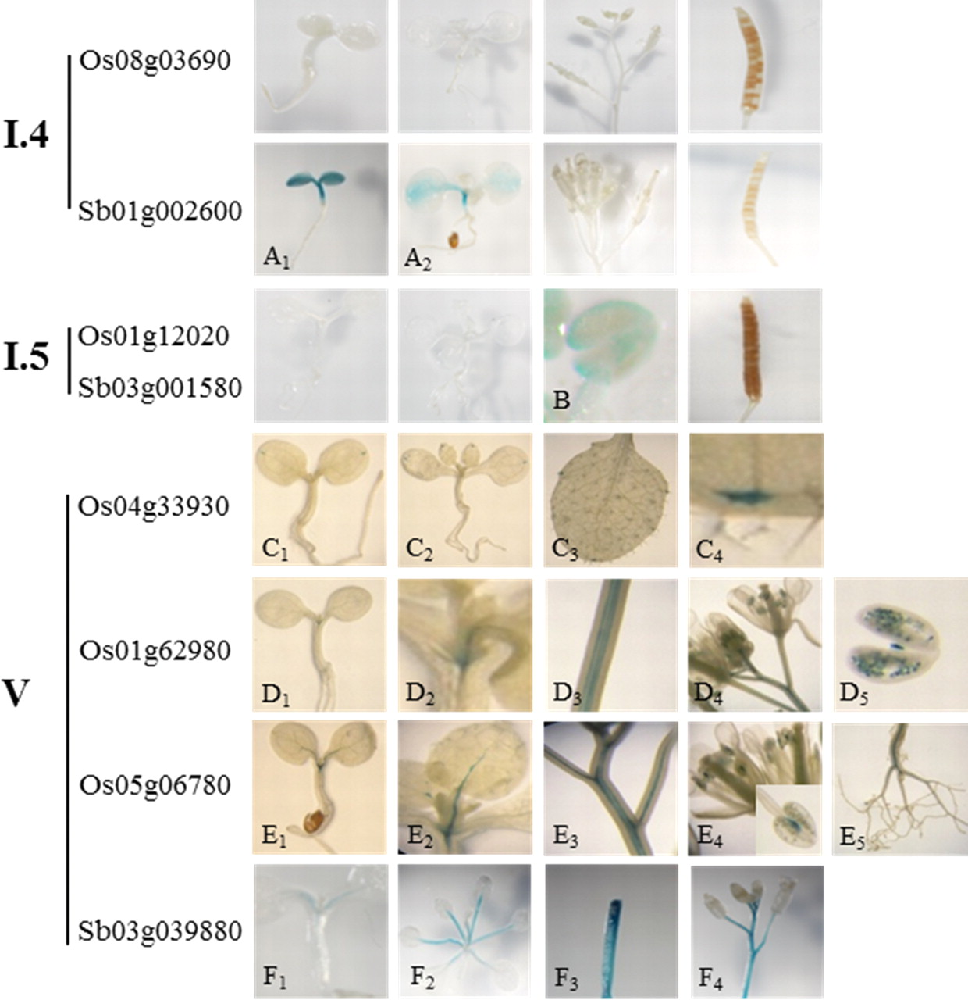 I.4
Os08g03690
Sb01g002600
A1
A2
I.5
Os01g12020
Sb03g001580
B
V
Os04g33930
C1
C2
C3
C4
Os01g62980
D1
D2
D3
D4
D5
Os05g06780
E1
E2
E3
E4
E5
Sb03g039880
F1
F2
F3
F4